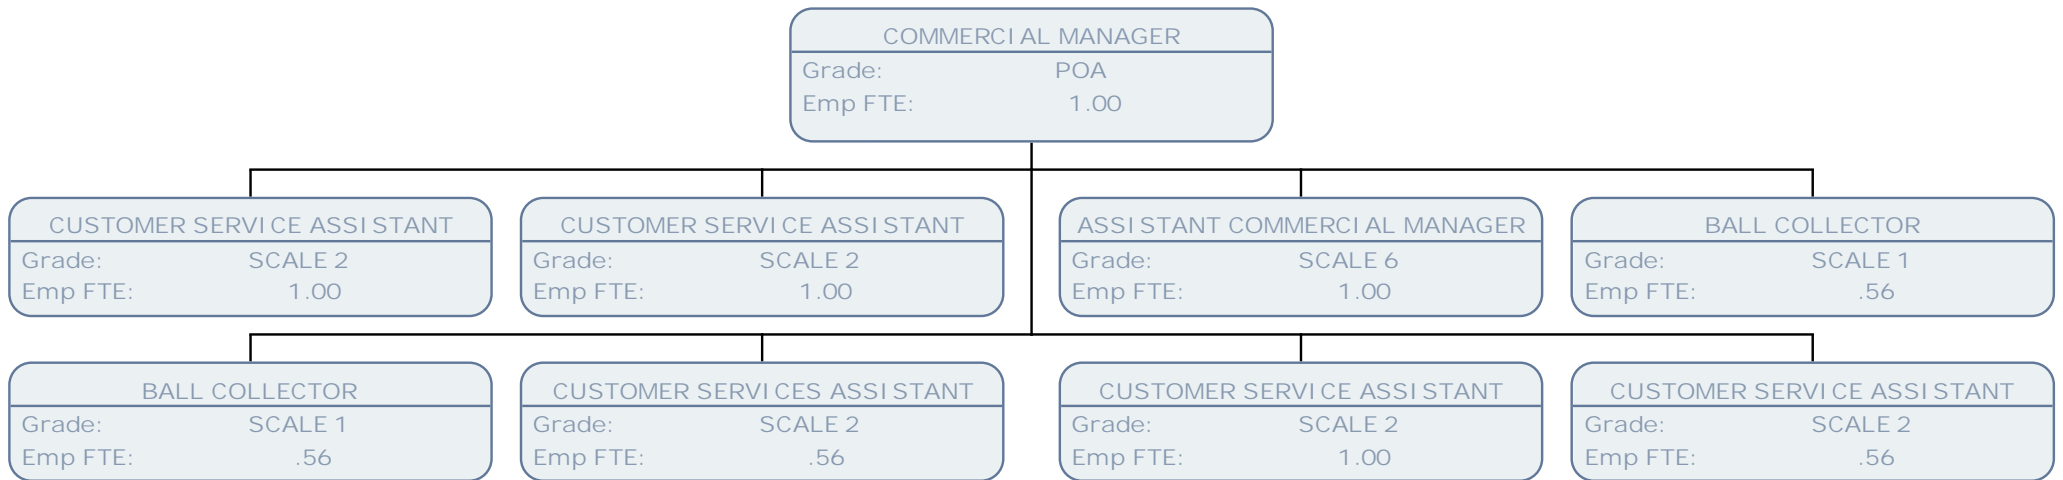 COMMERCIAL MANAGER
Grade: POA
Emp FTE: 1.00
CUSTOMER SERVICE ASSISTANT
Grade: SCALE 2
Emp FTE: 1.00
CUSTOMER SERVICE ASSISTANT
Grade: SCALE 2
Emp FTE: 1.00
ASSISTANT COMMERCIAL MANAGER
Grade: SCALE 6
Emp FTE: 1.00
BALL COLLECTOR
Grade: SCALE 1
Emp FTE: .56
BALL COLLECTOR
Grade: SCALE 1
Emp FTE: .56
CUSTOMER SERVICES ASSISTANT
Grade: SCALE 2
Emp FTE: .56
CUSTOMER SERVICE ASSISTANT
Grade: SCALE 2
Emp FTE: 1.00
CUSTOMER SERVICE ASSISTANT
Grade: SCALE 2
Emp FTE: .56